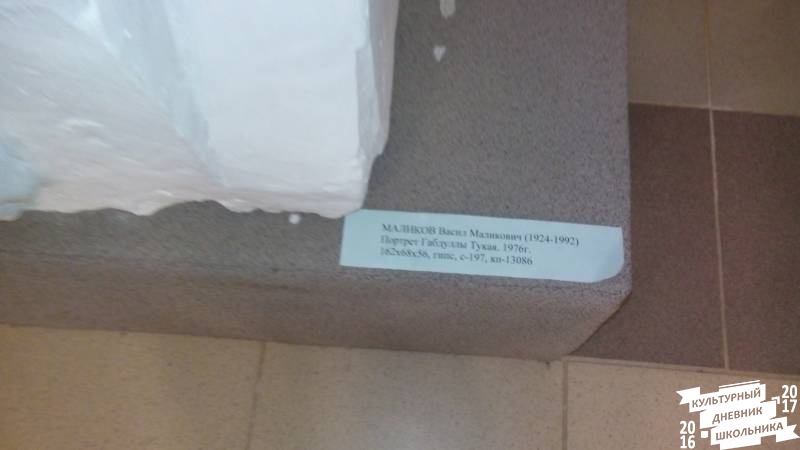 МАЛИКОВ Васил Маликович (1924-1992)
Портрет Габдуллы Тукая. 1976г.
162х68х56, гипс, с-197, кп-13086
КУЛЬТУРНЫЙ
ДНЕВНИК
ШКОЛЬНИКА
2016
2017